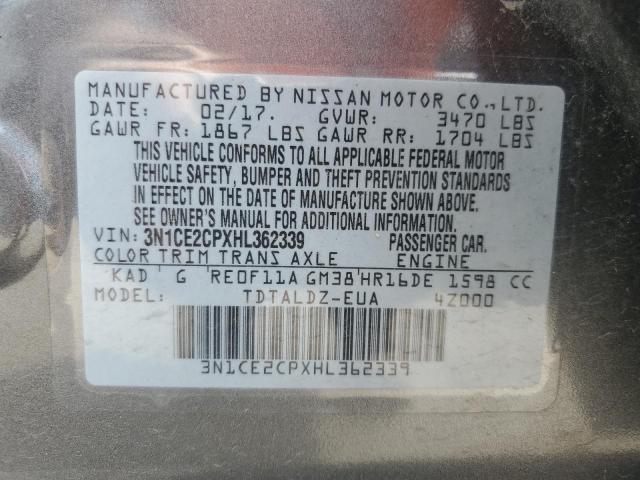 MANUFACTURED BY NISSAN MOTOR CO.,LTD.
DATE: 02/17. GVWR: 3470 LBS
GAWR FR: 1867 LBS GAWR RR: 1704 LBS
THIS VEHICLE CONFORMS TO ALL APPLICABLE FEDERAL MOTOR
VEHICLE SAFETY, BUMPER AND THEFT PREVENTION STANDARDS
IN EFFECT ON THE DATE OF MANUFACTURE SHOWN ABOVE.
SEE OWNER'S MANUAL FOR ADDITIONAL INFORMATION.
VIN: 3N1CE2CPXHL362339 PASSENGER CAR.
COLOR TRIM TRANS AXLE ENGINE
KAD G RE0F11A GM38 HR16DE 1598 CC
MODEL: TDTALDZ-EUA 4Z000
3N1CE2CPXHL362339